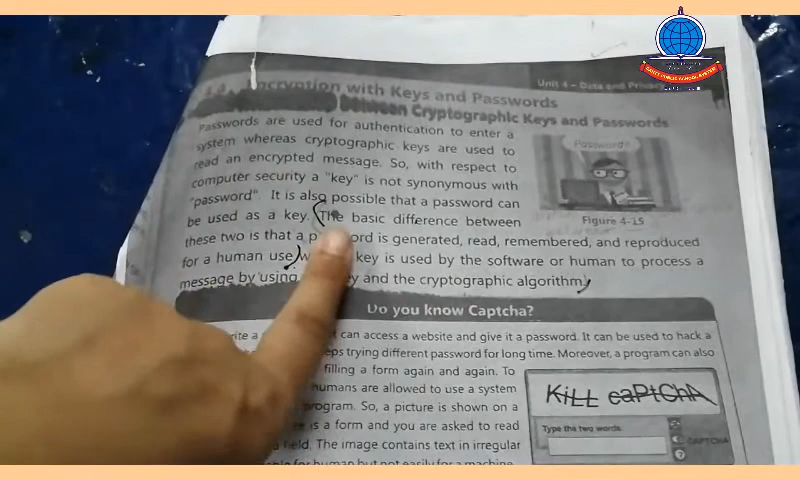 Unit 4 - Data and Privacy
Encryption with Keys and Passwords
between Cryptographic Keys and Passwords
Passwords are used for authentication to enter a
system whereas cryptographic keys are used to
read an encrypted message. So, with respect to
computer security a "key" is not synonymous with
"password". It is also possible that a password can
be used as a key. The basic difference between
these two is that a is generated, read, remembered, and reproduced
for a human use, key is used by the software or human to process a
message by using and the cryptographic algorithm.
Password?
Figure 4-15
Do you know Captcha?
can access a website and give it a password. It can be used to hack a
trying different password for long time. Moreover, a program can also
filling a form again and again. To
humans are allowed to use a system
program. So, a picture is shown on a
is a form and you are asked to read
field. The image contains text in irregular
for human but not easily for a machine.
KiLL caPtChA
Type the two words
CAPTCHA